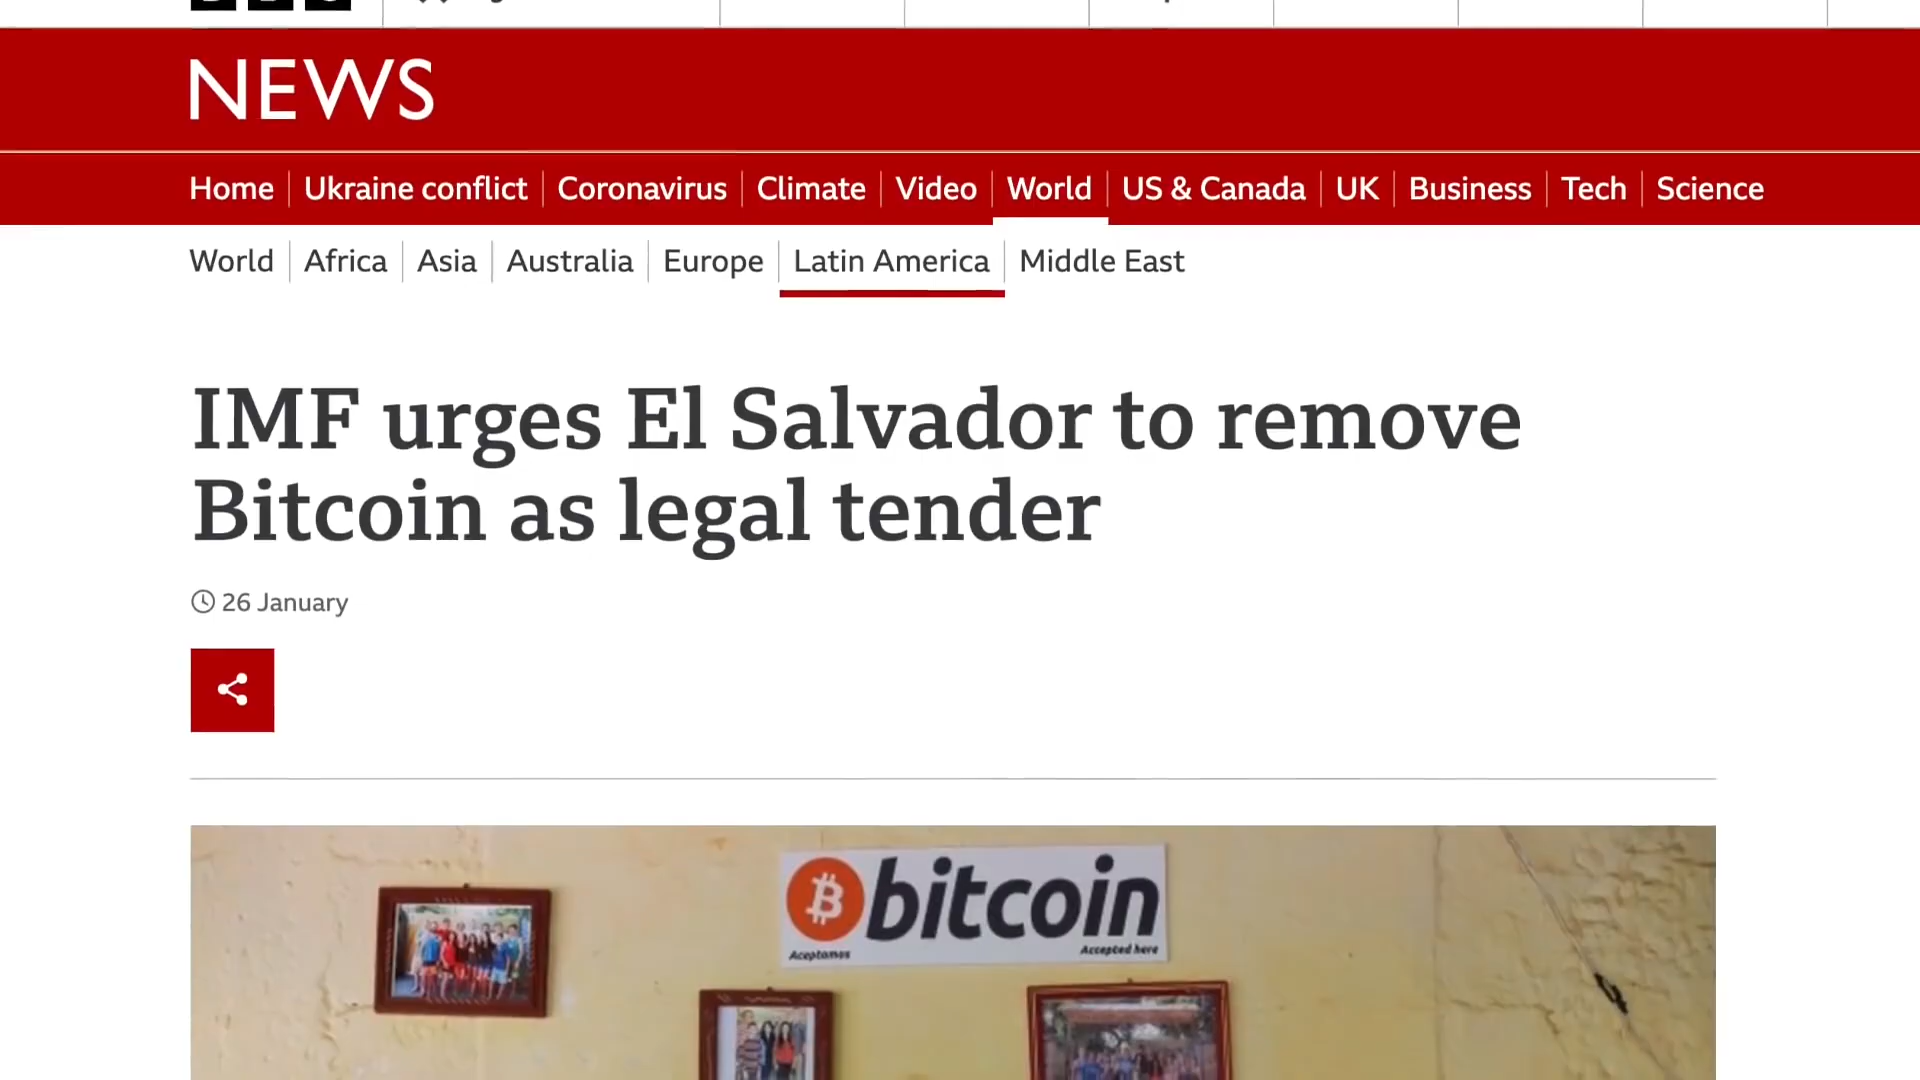 NEWS
Home Ukraine conflict Coronavirus Climate Video World US & Canada UK Business Tech Science
World Africa Asia Australia Europe Latin America Middle East
IMF urges El Salvador to remove
Bitcoin as legal tender
26 January
bitcoin
Aceptamos Accepted here